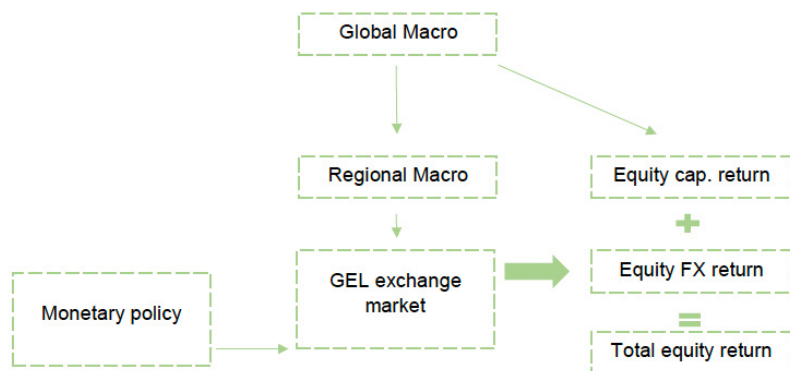 Global Macro
Regional Macro
Equity cap. return
+
GEL exchange
market
Equity FX return
Monetary policy
=
Total equity return